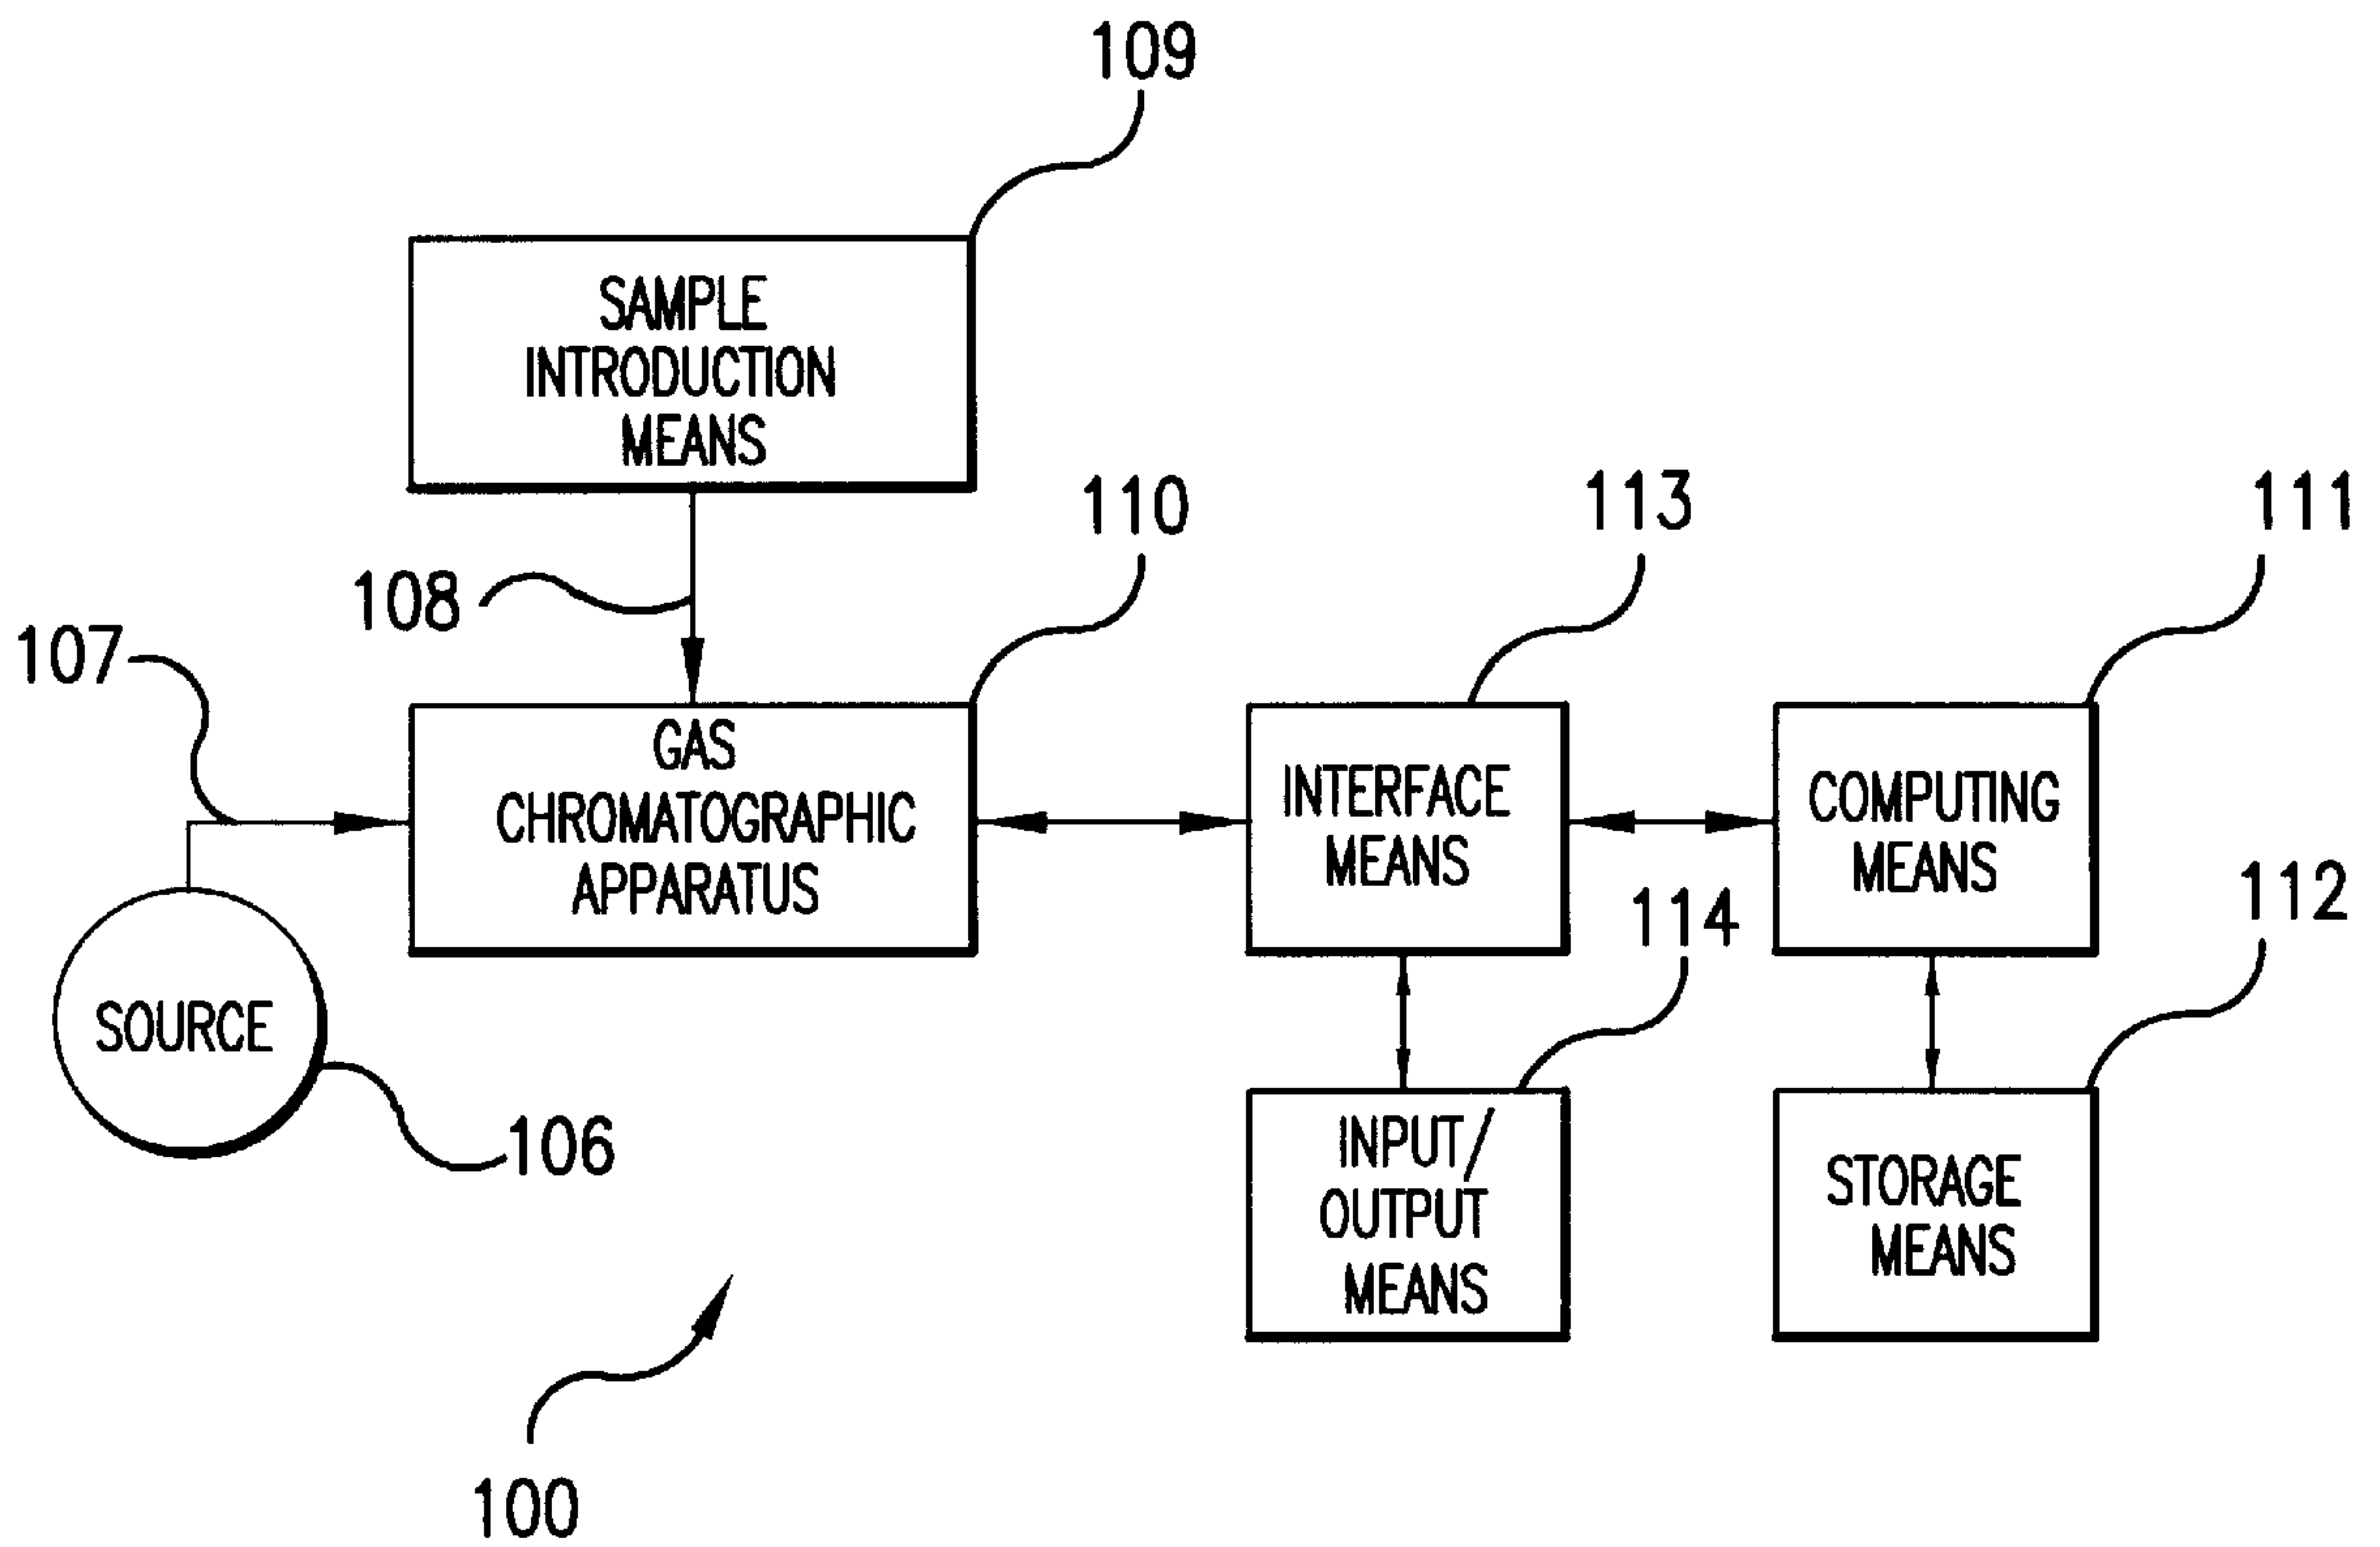 109
SAMPLE
INTRODUCTION
MEANS
108
107
110
GAS
CHROMATOGRAPHIC
APPARATUS
113
INTERFACE
MEANS
111
COMPUTING
MEANS
SOURCE
106
114
INPUT/
OUTPUT
MEANS
112
STORAGE
MEANS
100